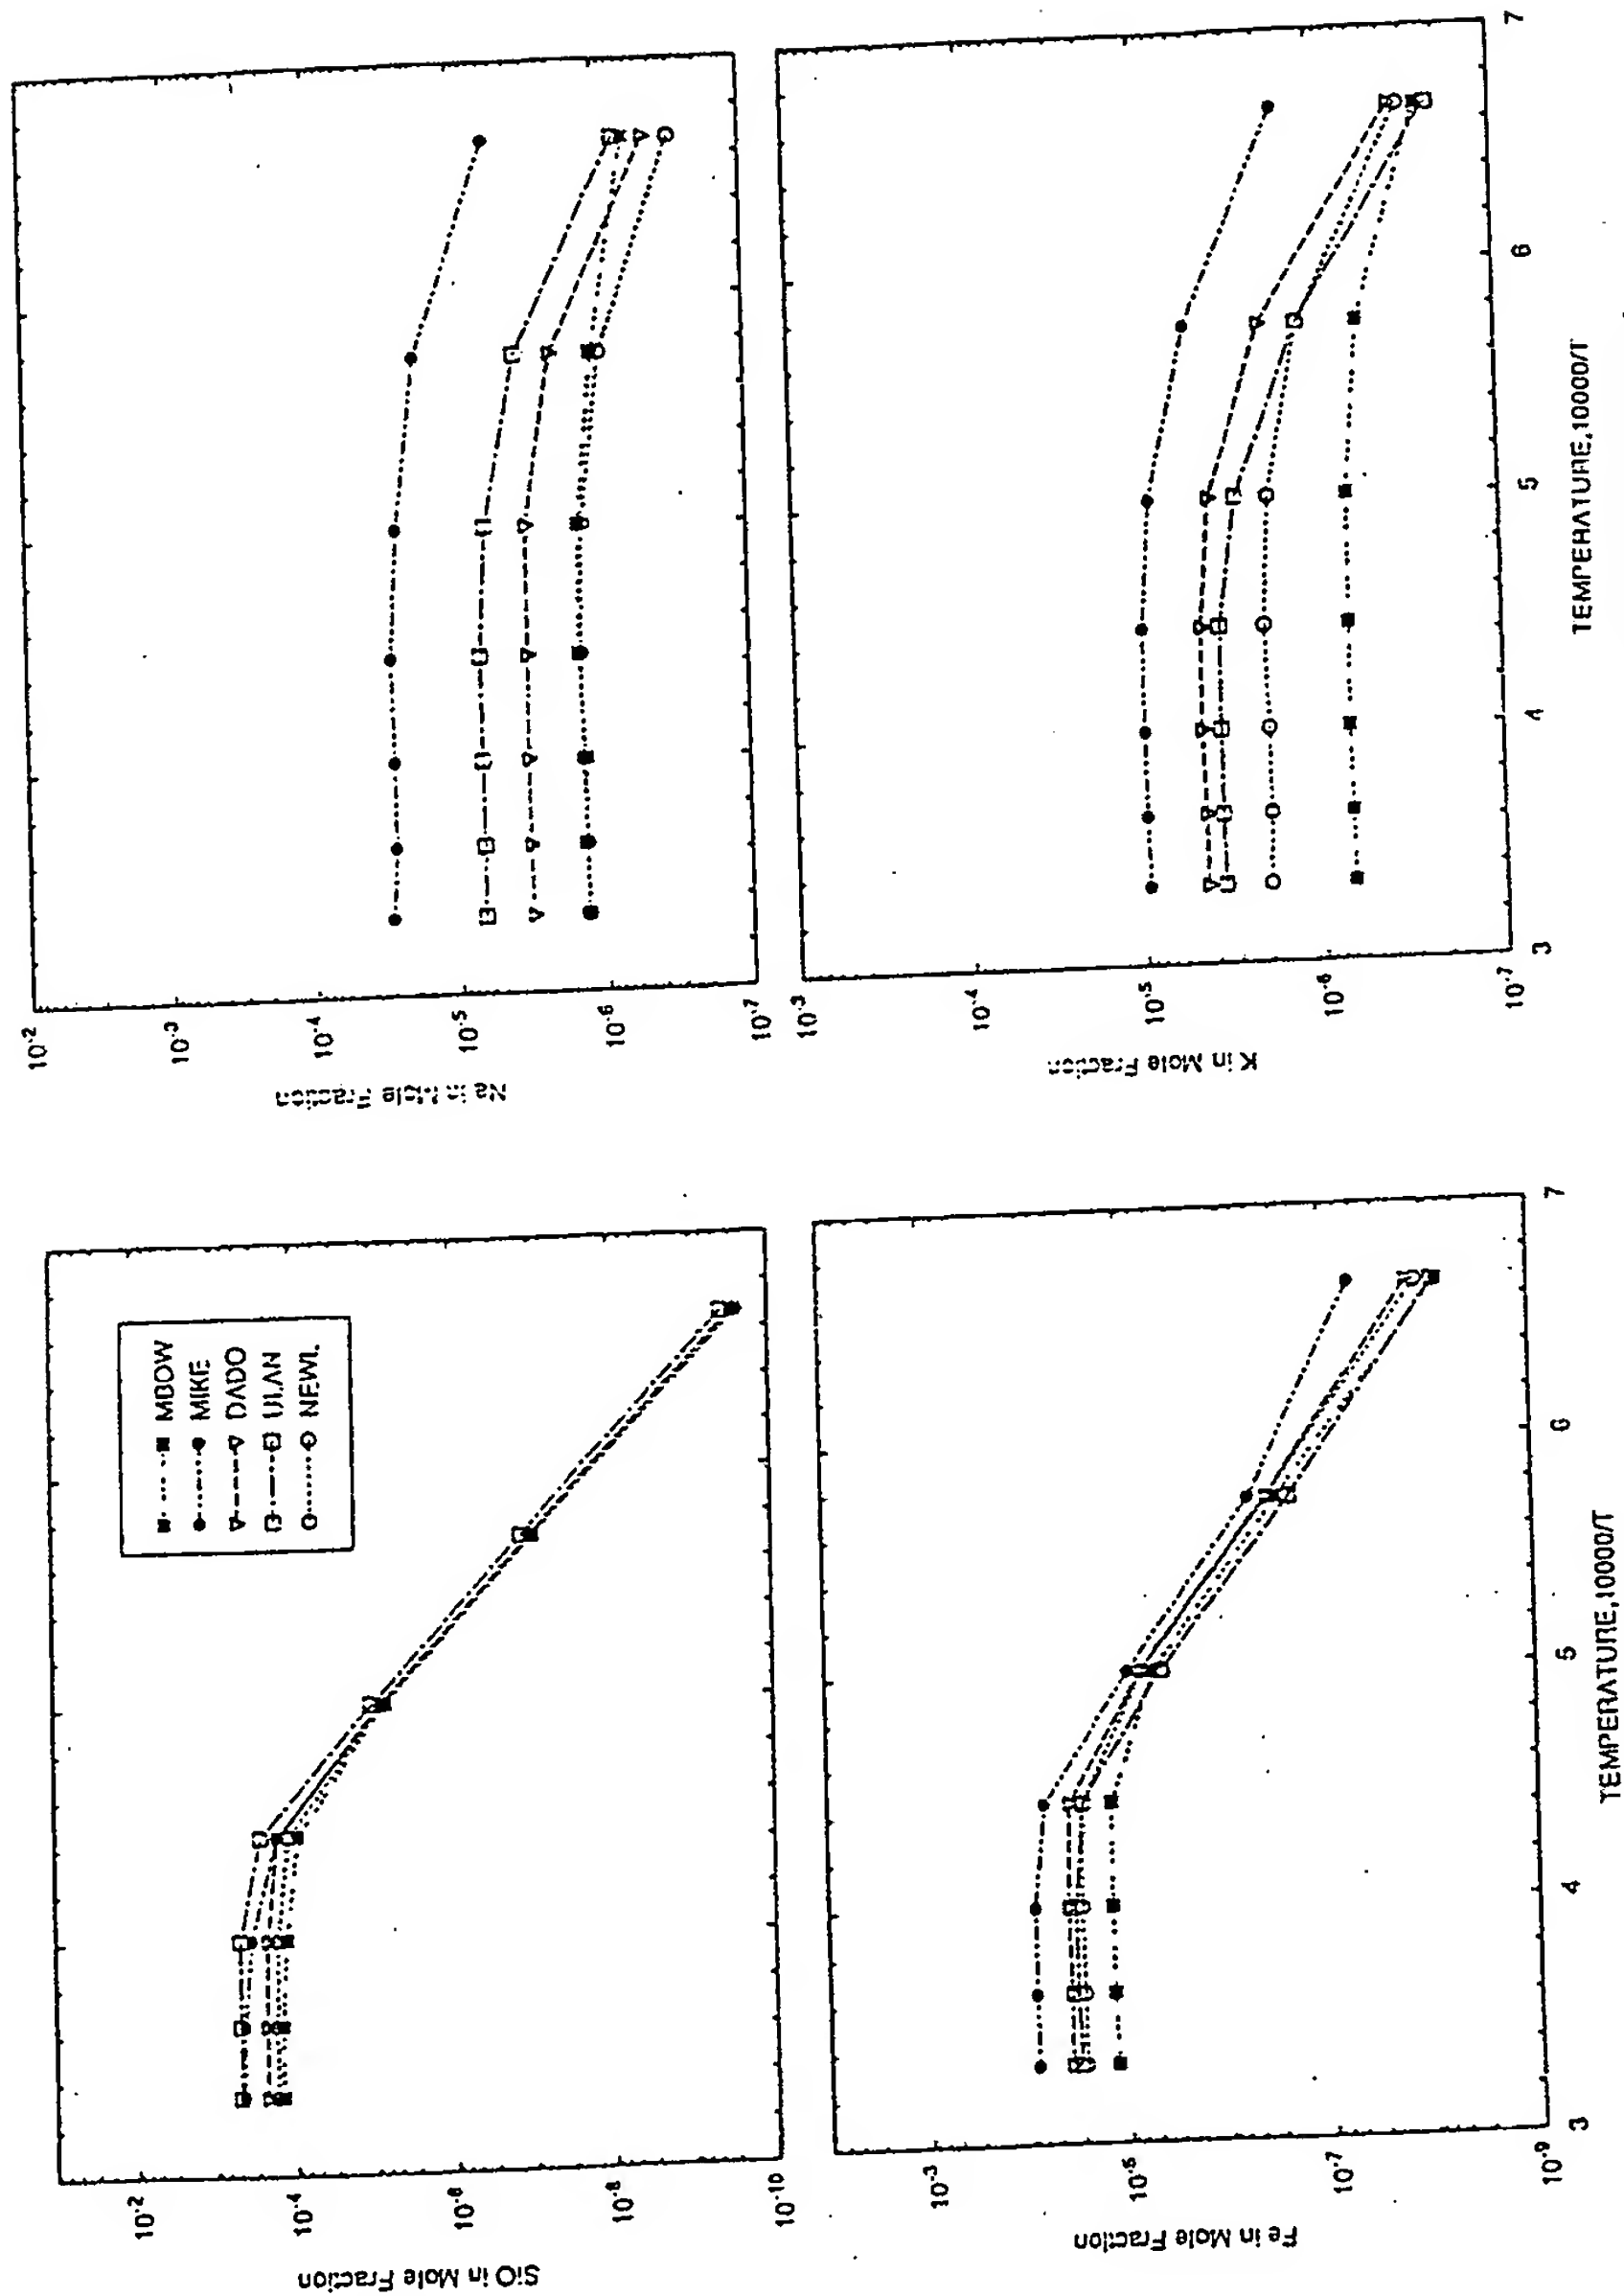 10-2
10-4
10-6
10-8
10-10
SiO in Mole Fraction
MBOW
MIKE
DADO
ULAN
NEWL
10-3
10-5
10-7
10-9
Fe in Mole Fraction
3
4
5
6
7
TEMPERATURE,10000/T
10-2
10-3
10-4
10-5
10-6
10-7
Na in Mole Fraction
10-3
10-4
10-5
10-6
10-7
K in Mole Fraction
3
4
5
6
7
TEMPERATURE,10000/T